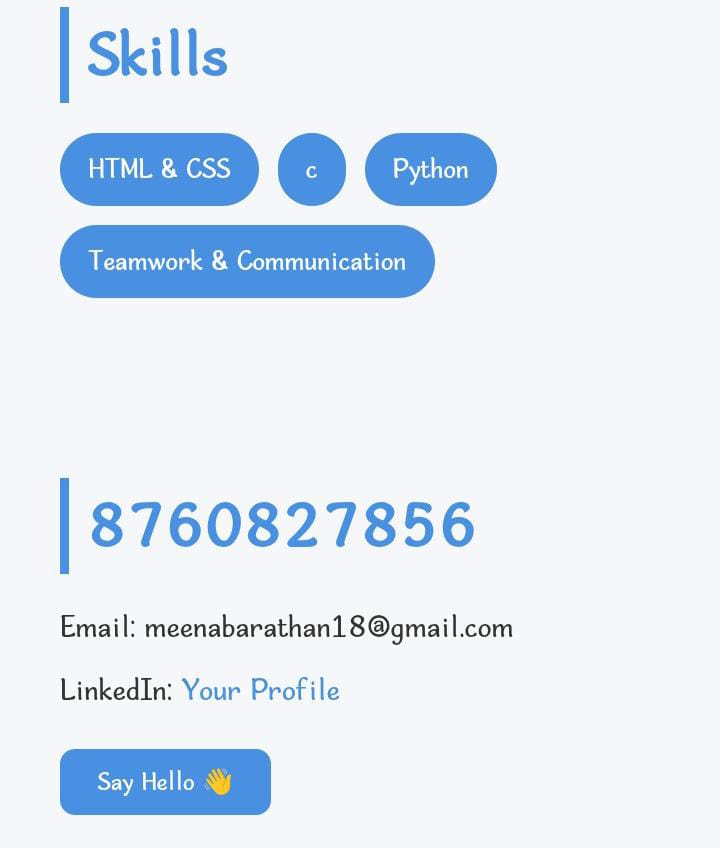 Skills
HTML & CSS c Python
Teamwork & Communication
8760827856
Email: meenabarathan18@gmail.com
LinkedIn: Your Profile
Say Hello 👋